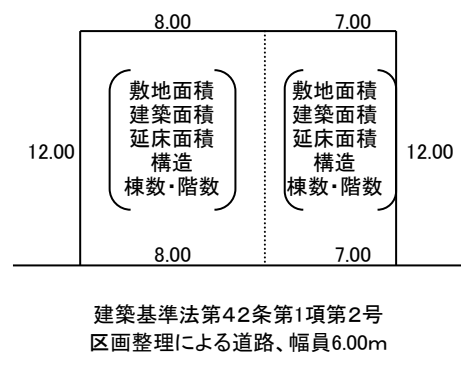 8.00 7.00
敷地面積 敷地面積
建築面積 建築面積
延床面積 延床面積
12.00 12.00
構造 構造
棟数・階数 棟数・階数
8.00 7.00
建築基準法第42条第1項第2号
区画整理による道路、幅員6.00m